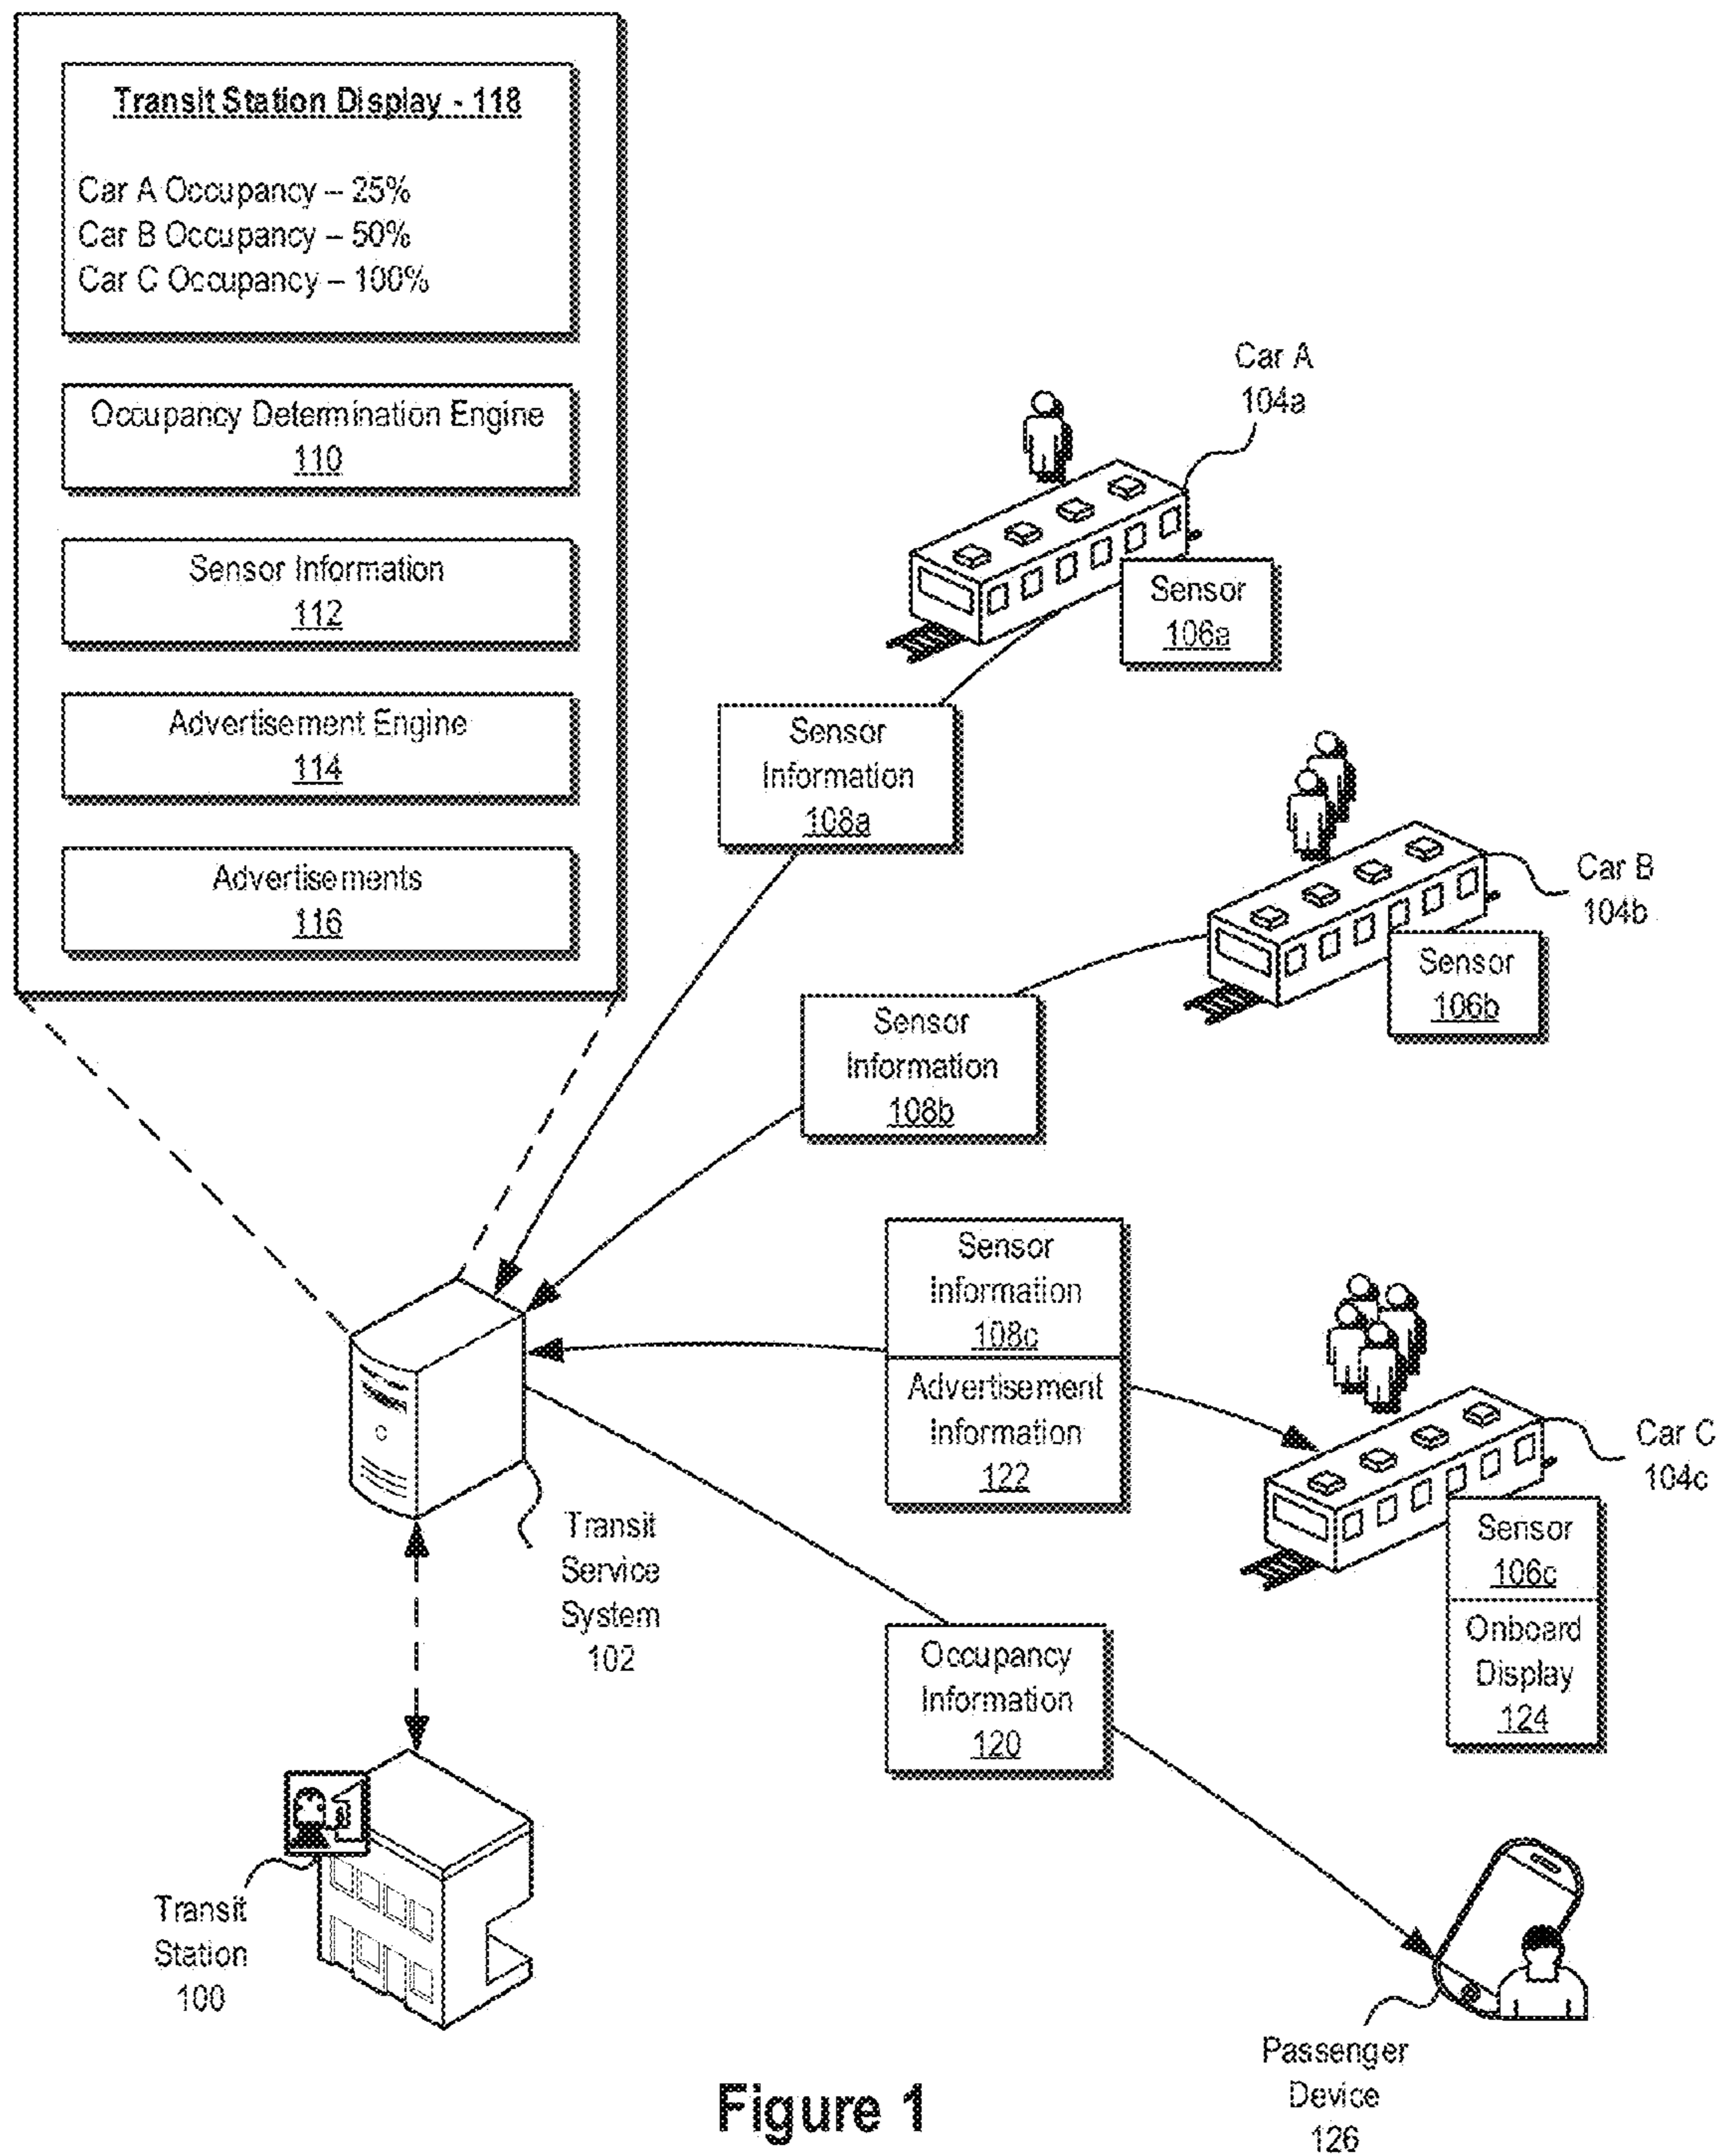 Transit Station Display - 118
Car A Occupancy – 25%
Car B Occupancy – 50%
Car C Occupancy – 100%
Occupancy Determination Engine
110
Sensor Information
112
Advertisement Engine
114
Advertisements
116
Car A
104a
Sensor
106a
Sensor
Information
108a
Car B
104b
Sensor
106b
Sensor
Information
108b
Sensor
Information
108c
Advertisement
Information
122
Car C
104c
Sensor
106c
Onboard
Display
124
Transit
Service
System
102
Occupancy
Information
120
Transit
Station
100
Passenger
Device
126
Figure 1